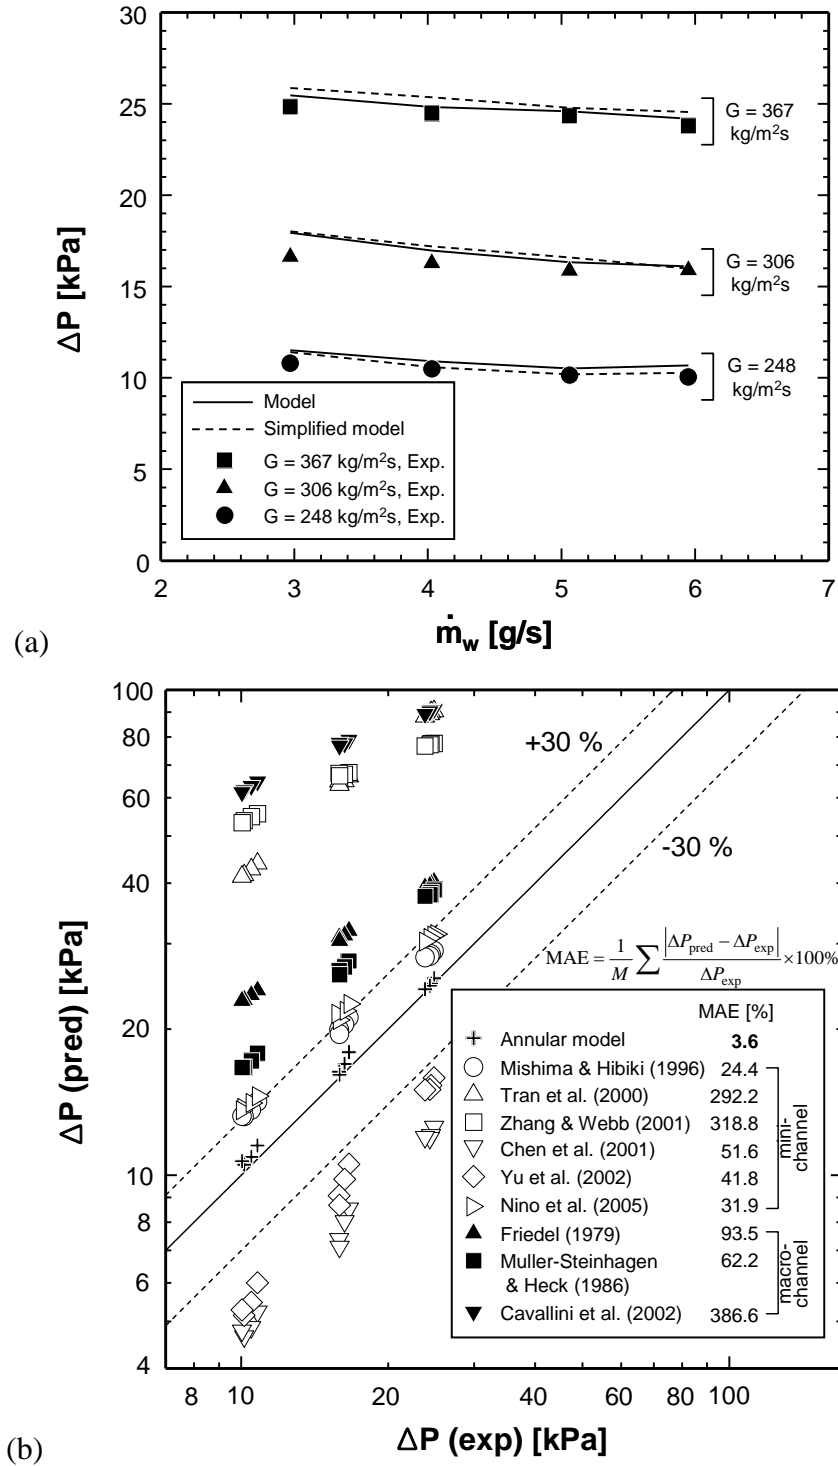 30
25
20
15
10
5
0
ΔP [kPa]
G = 367
kg/m²s
G = 306
kg/m²s
G = 248
kg/m²s
Model
Simplified model
G = 367 kg/m²s, Exp.
G = 306 kg/m²s, Exp.
G = 248 kg/m²s, Exp.
2 3 4 5 6 7
(a)
ṁw [g/s]
100
80
60
40
20
10
8
6
4
ΔP (pred) [kPa]
+30 %
-30 %
MAE = 1/M ∑ |ΔPpred − ΔPexp| / ΔPexp ×100%
MAE [%]
Annular model 3.6
Mishima & Hibiki (1996) 24.4
Tran et al. (2000) 292.2
Zhang & Webb (2001) 318.8
Chen et al. (2001) 51.6
Yu et al. (2002) 41.8
Nino et al. (2005) 31.9
mini-
channel
Friedel (1979) 93.5
Muller-Steinhagen 62.2
& Heck (1986)
Cavallini et al. (2002) 386.6
macro-
channel
8 10 20 40 60 80 100
(b)
ΔP (exp) [kPa]